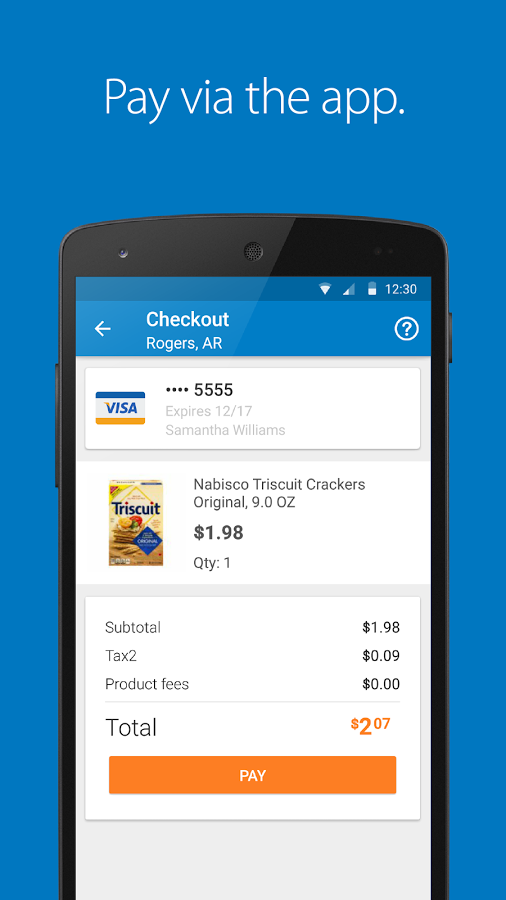 Pay via the app.
12:30
Checkout
Rogers, AR
VISA
•••• 5555
Expires 12/17
Samantha Williams
Triscuit
ORIGINAL
Nabisco Triscuit Crackers
Original, 9.0 OZ
$1.98
Qty: 1
Subtotal $1.98
Tax2 $0.09
Product fees $0.00
Total $2 07
PAY